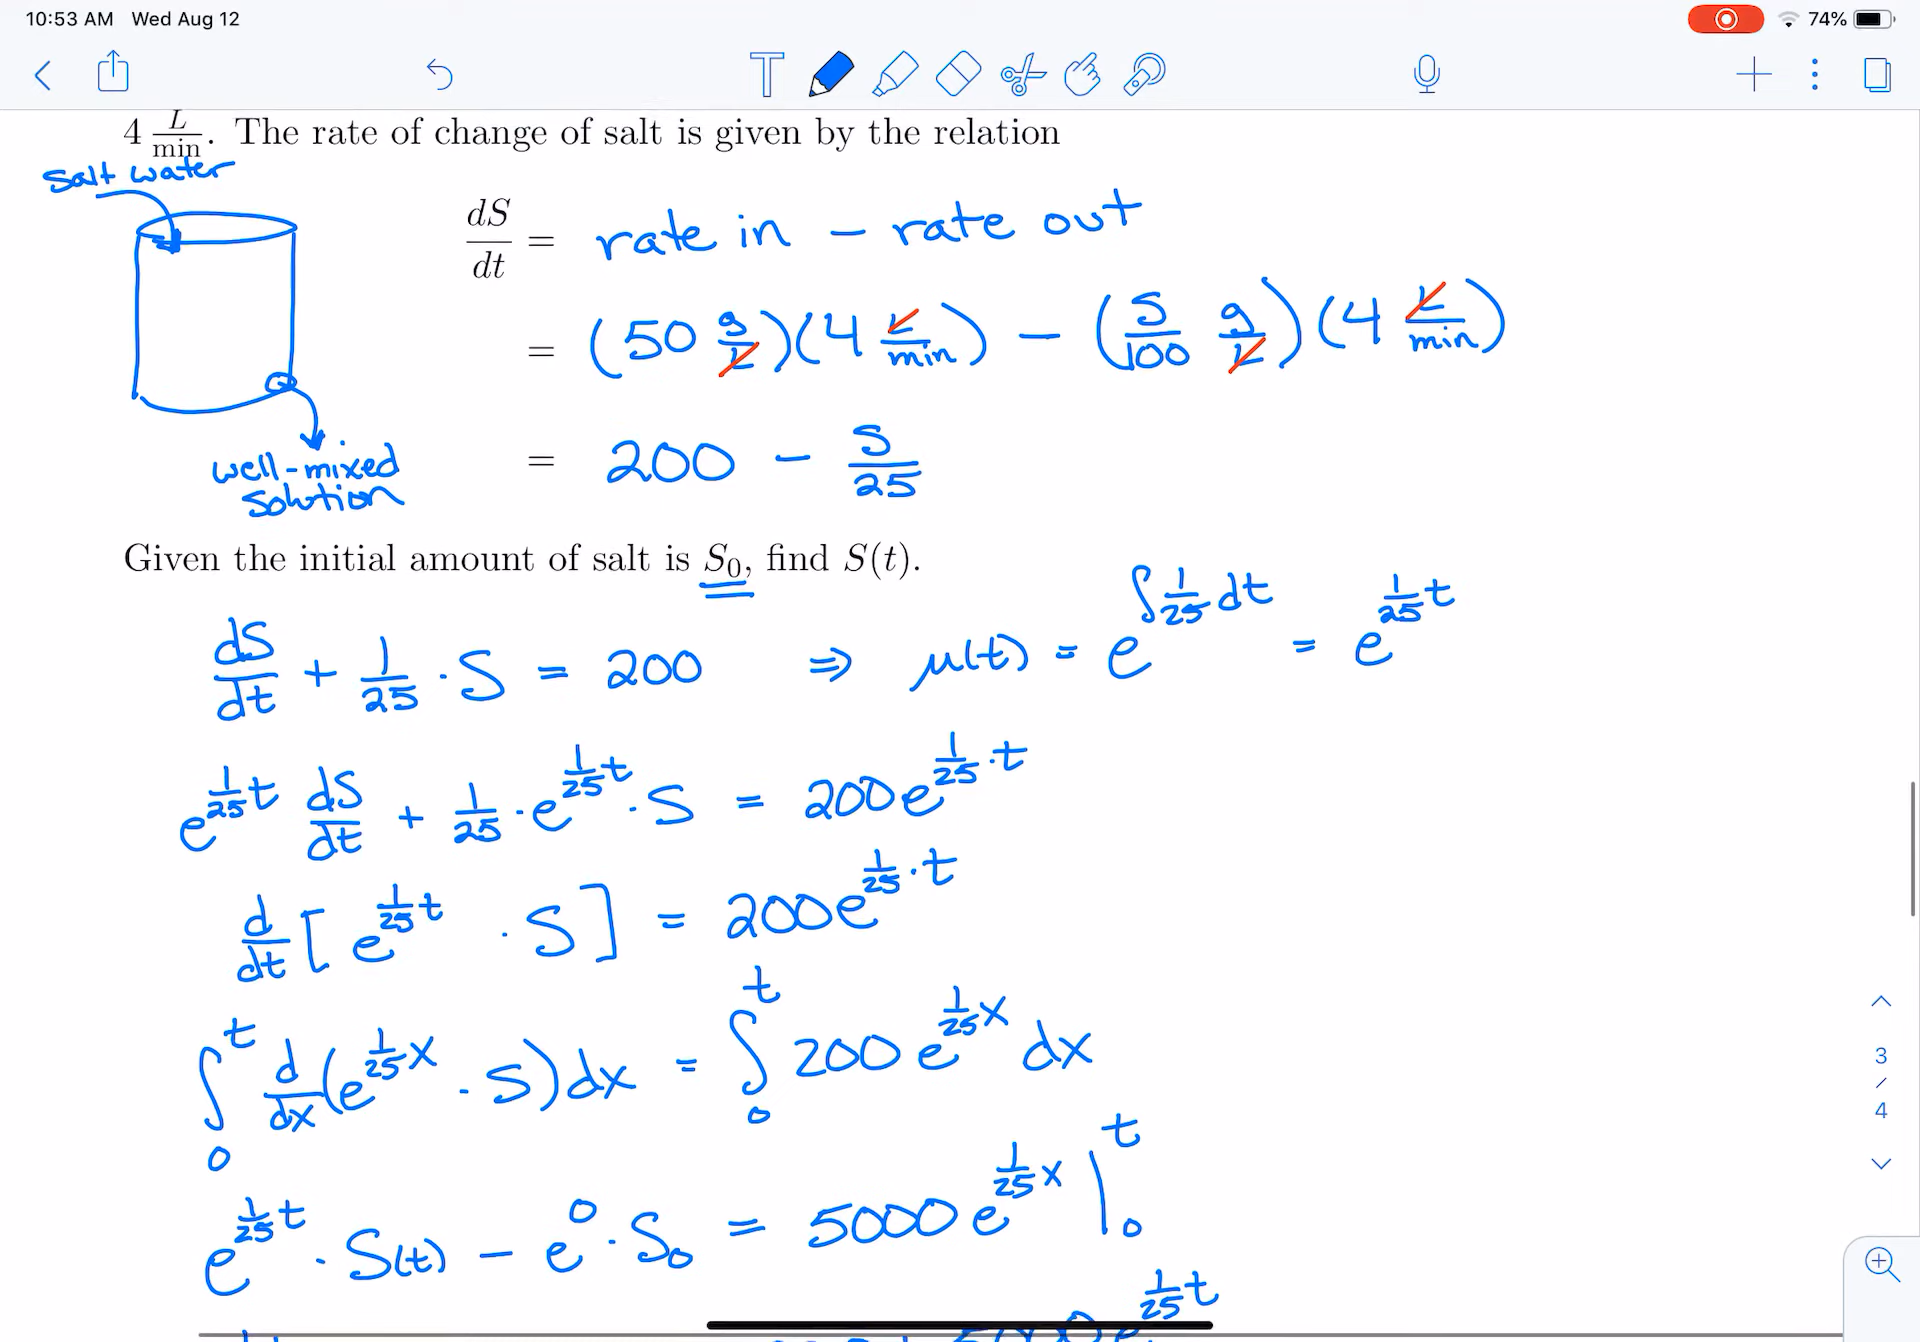 10:53 AM Wed Aug 12
74%
T
4 L/min. The rate of change of salt is given by the relation
Salt water
dS/dt = rate in − rate out
= (50 g/L)(4 L/min) − (S/100 g/L)(4 L/min)
= 200 − S/25
well-mixed
solution
Given the initial amount of salt is S₀, find S(t).
dS/dt + 1/25 · S = 200 ⇒ μ(t) = e^{∫ 1/25 dt} = e^{1/25 t}
e^{1/25 t} dS/dt + 1/25 · e^{1/25 t} · S = 200e^{1/25 · t}
d/dt [e^{1/25 t} · S] = 200e^{1/25 · t}
∫₀^t d/dx (e^{1/25 x} · S) dx = ∫₀^t 200 e^{1/25 x} dx
e^{1/25 t} · S(t) − e^0 · S₀ = 5000 e^{1/25 x} |₀^t
e^{1/25 t}
3
/
4